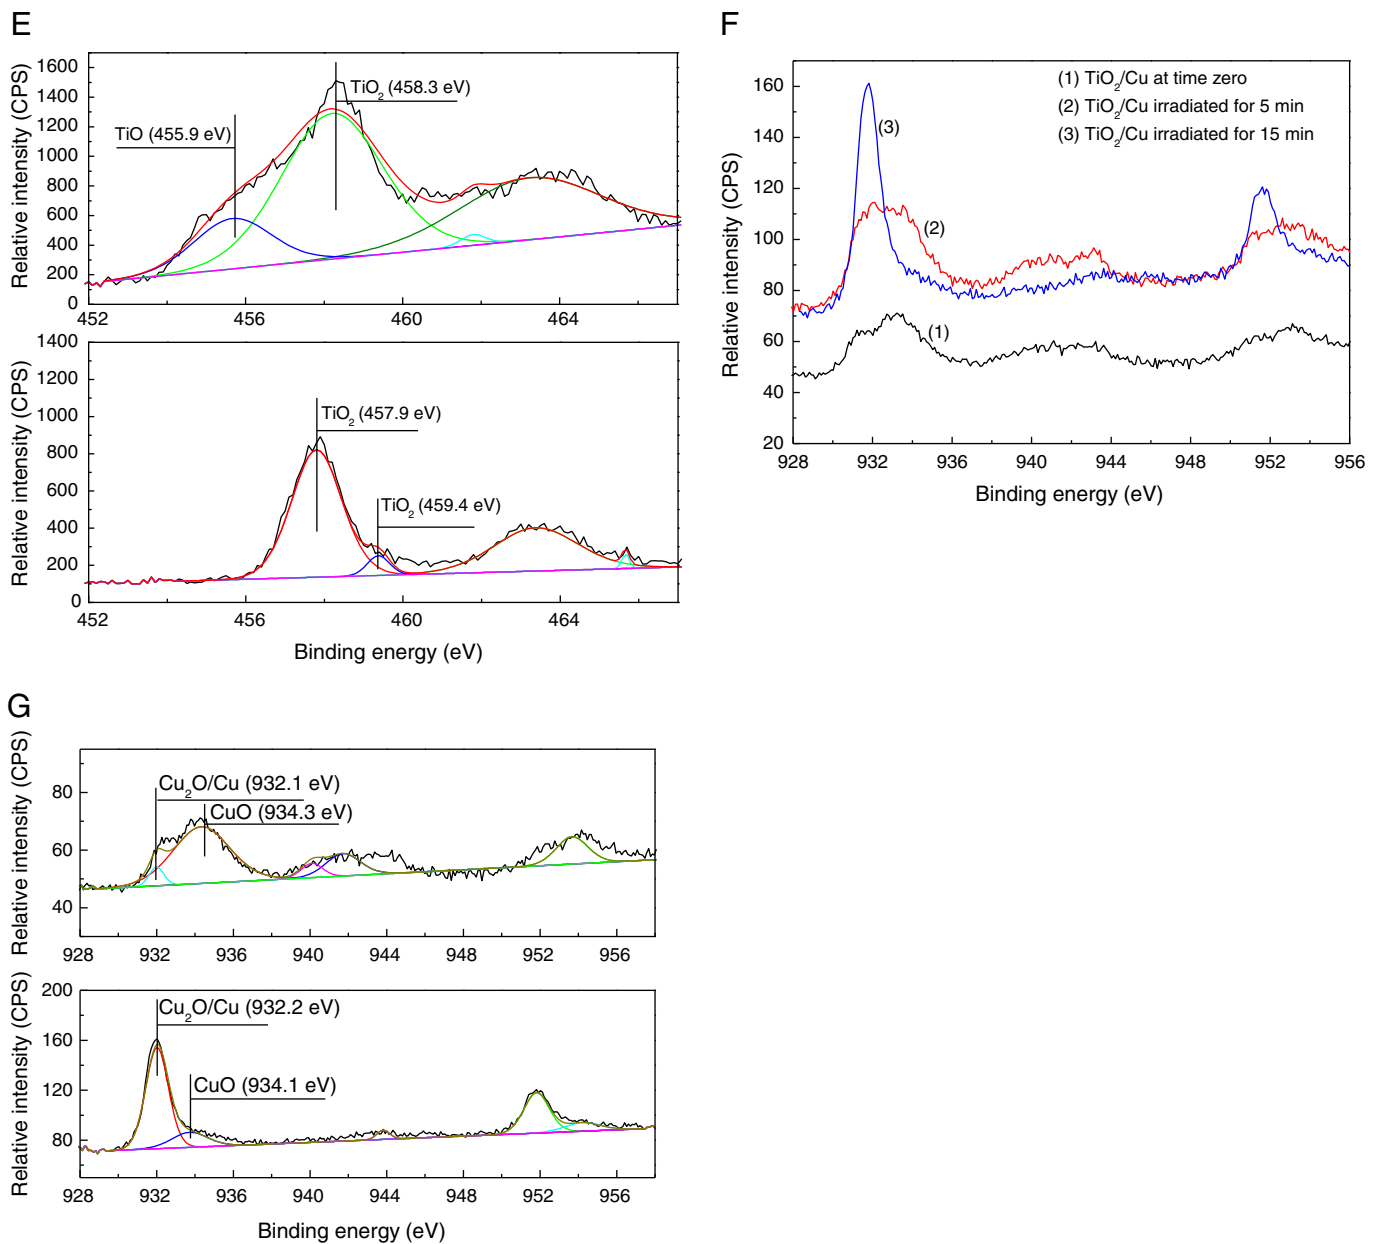 E
Relative intensity (CPS)
1600
1400
1200
1000
800
600
400
200
0
TiO (455.9 eV)
TiO₂ (458.3 eV)
452 456 460 464
Relative intensity (CPS)
1400
1200
1000
800
600
400
200
0
TiO₂ (457.9 eV)
TiO₂ (459.4 eV)
452 456 460 464
Binding energy (eV)
F
Relative intensity (CPS)
160
140
120
100
80
60
40
20
(1) TiO₂/Cu at time zero
(2) TiO₂/Cu irradiated for 5 min
(3) TiO₂/Cu irradiated for 15 min
(3)
(2)
(1)
928 932 936 940 944 948 952 956
Binding energy (eV)
G
Relative intensity (CPS)
80
60
40
Cu₂O/Cu (932.1 eV)
CuO (934.3 eV)
928 932 936 940 944 948 952 956
Relative intensity (CPS)
200
160
120
80
Cu₂O/Cu (932.2 eV)
CuO (934.1 eV)
928 932 936 940 944 948 952 956
Binding energy (eV)